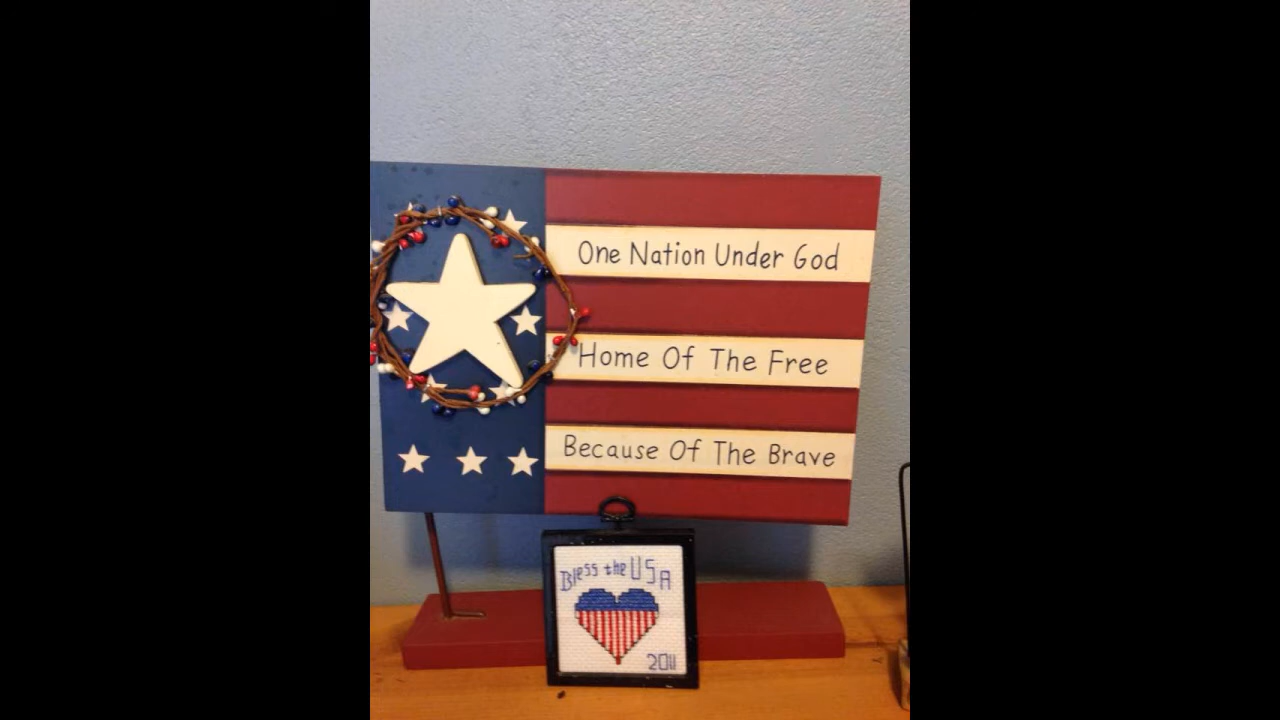 One Nation Under God
Home Of The Free
Because Of The Brave
Bless the USA
2011